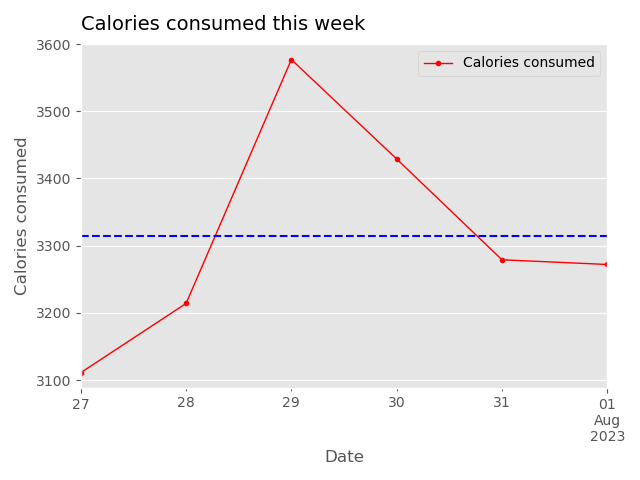 Calories consumed this week
Calories consumed
3600
3500
3400
3300
3200
3100
Calories consumed
27
28
29
30
31
01
Aug
2023
Date